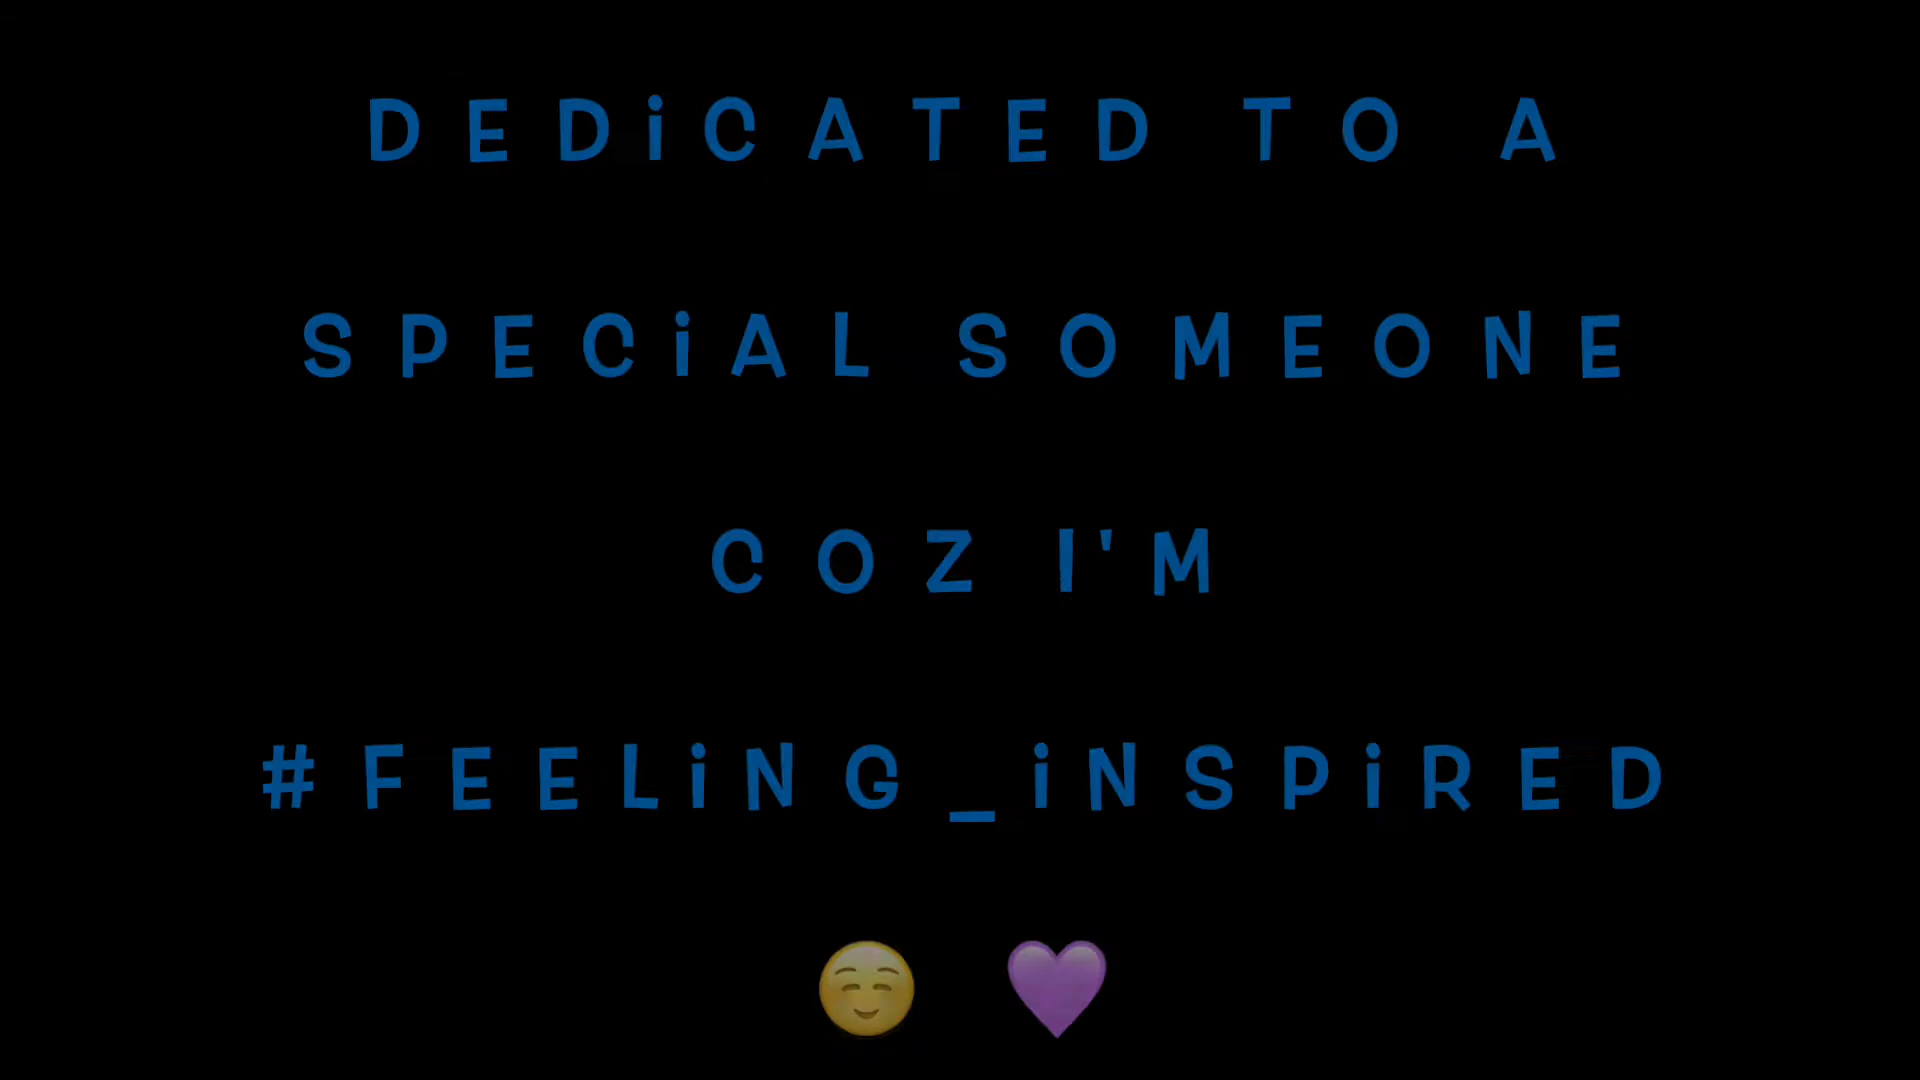 DEDiCATED TO A
SPECiAL SOMEONE
COZ I'M
#FEELiNG_iNSPiRED
☺️ 💜